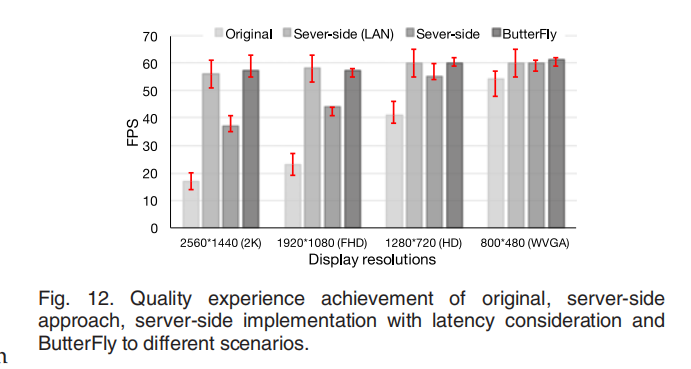 Original Sever-side (LAN) Sever-side ButterFly
70
60
50
40
30
20
10
0
FPS
2560*1440 (2K) 1920*1080 (FHD) 1280*720 (HD) 800*480 (WVGA)
Display resolutions
Fig. 12. Quality experience achievement of original, server-side
approach, server-side implementation with latency consideration and
ButterFly to different scenarios.